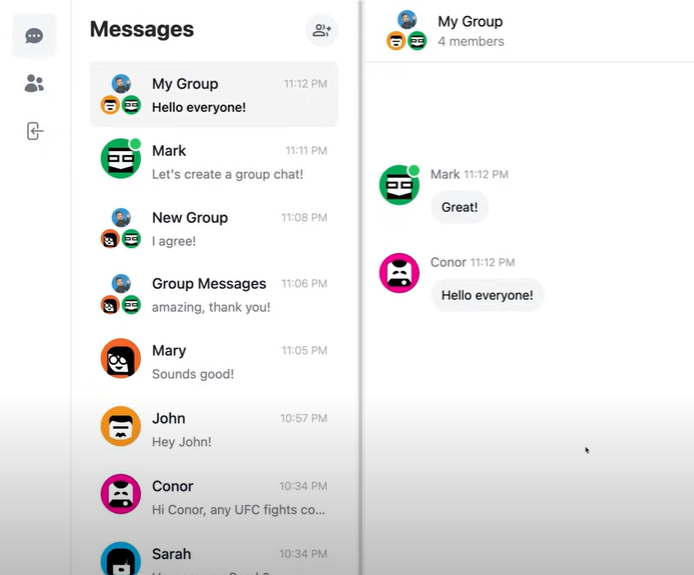 Messages
My Group 11:12 PM
Hello everyone!
Mark 11:11 PM
Let's create a group chat!
New Group 11:08 PM
I agree!
Group Messages 11:06 PM
amazing, thank you!
Mary 11:05 PM
Sounds good!
John 10:57 PM
Hey John!
Conor 10:34 PM
Hi Conor, any UFC fights co...
Sarah 10:34 PM
My Group
4 members
Mark 11:12 PM
Great!
Conor 11:12 PM
Hello everyone!